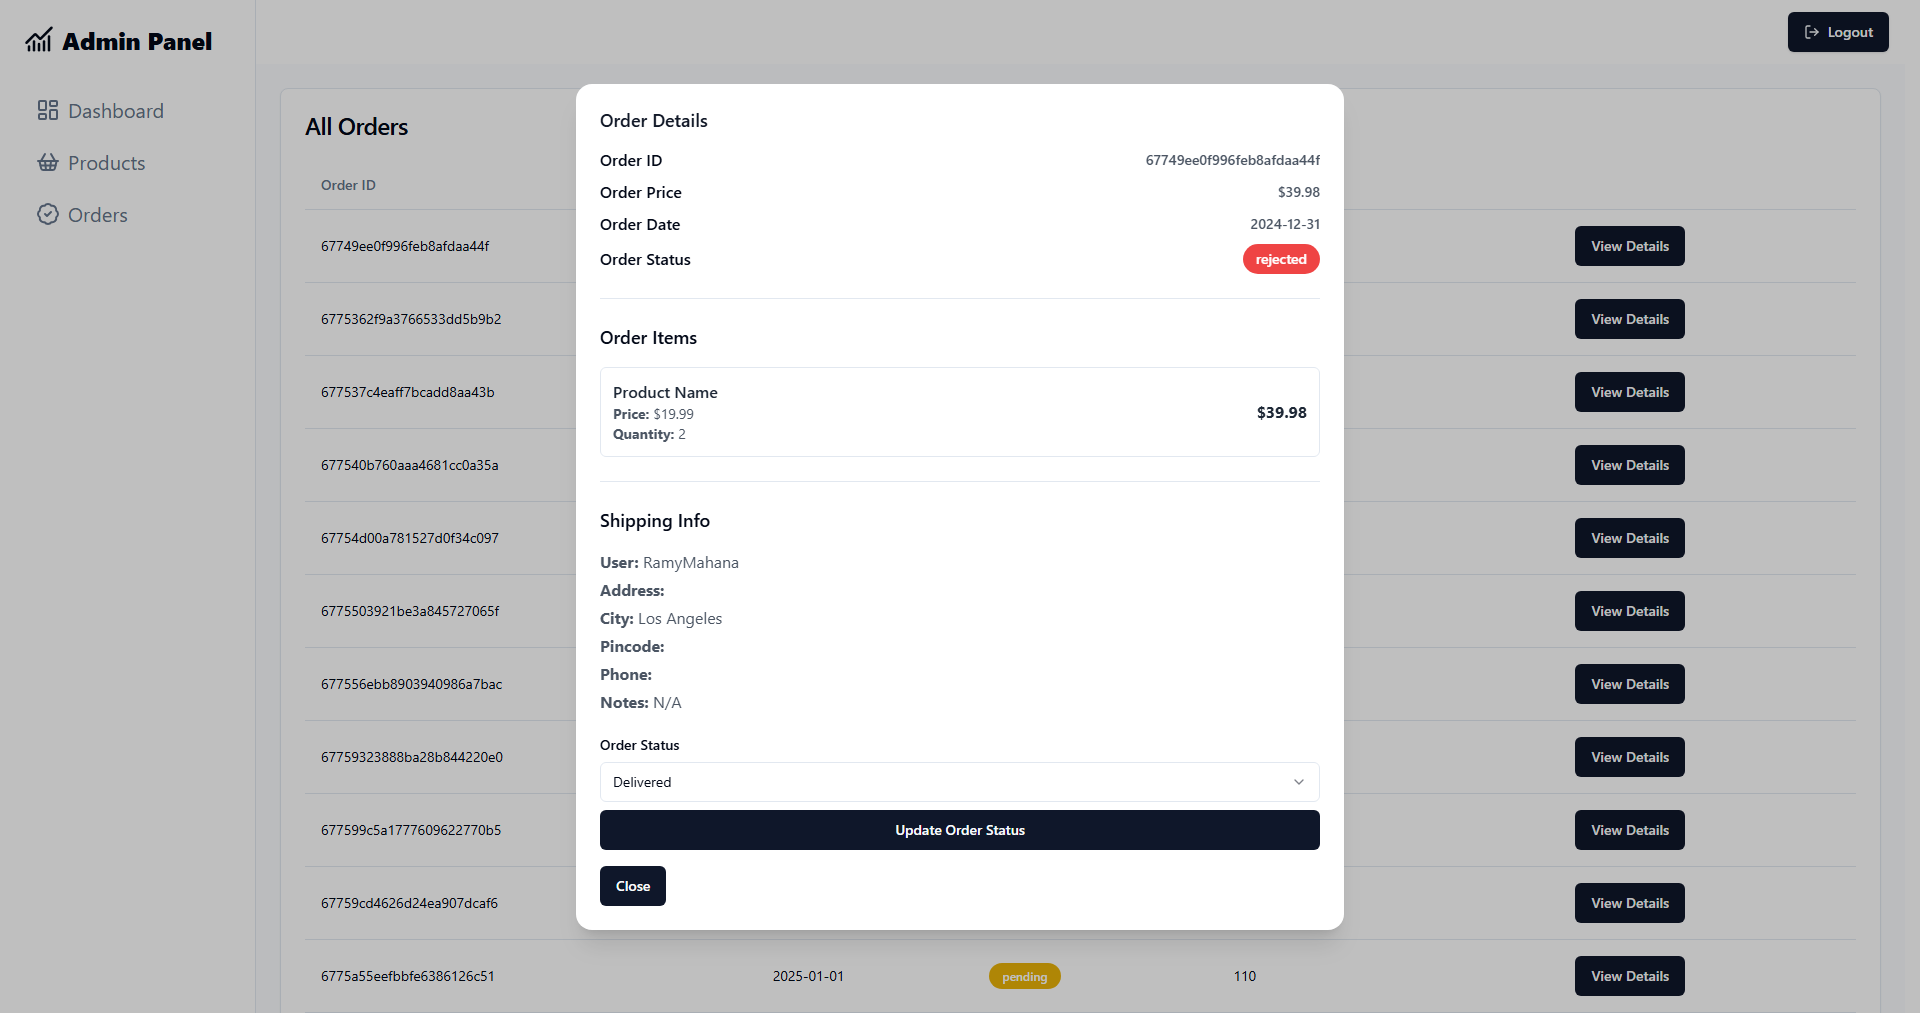 Admin Panel
Logout
Dashboard
Products
Orders
All Orders
Order ID
67749ee0f996feb8afdaa44f
View Details
6775362f9a3766533dd5b9b2
View Details
677537c4eaff7bcadd8aa43b
View Details
677540b760aaa4681cc0a35a
View Details
67754d00a781527d0f34c097
View Details
6775503921be3a845727065f
View Details
677556ebb8903940986a7bac
View Details
67759323888ba28b844220e0
View Details
677599c5a1777609622770b5
View Details
67759cd4626d24ea907dcaf6
View Details
6775a55eefbbfe6386126c51 2025-01-01 pending 110 View Details
Order Details
Order ID 67749ee0f996feb8afdaa44f
Order Price $39.98
Order Date 2024-12-31
Order Status rejected
Order Items
Product Name
Price: $19.99
Quantity: 2
$39.98
Shipping Info
User: RamyMahana
Address:
City: Los Angeles
Pincode:
Phone:
Notes: N/A
Order Status
Delivered
Update Order Status
Close